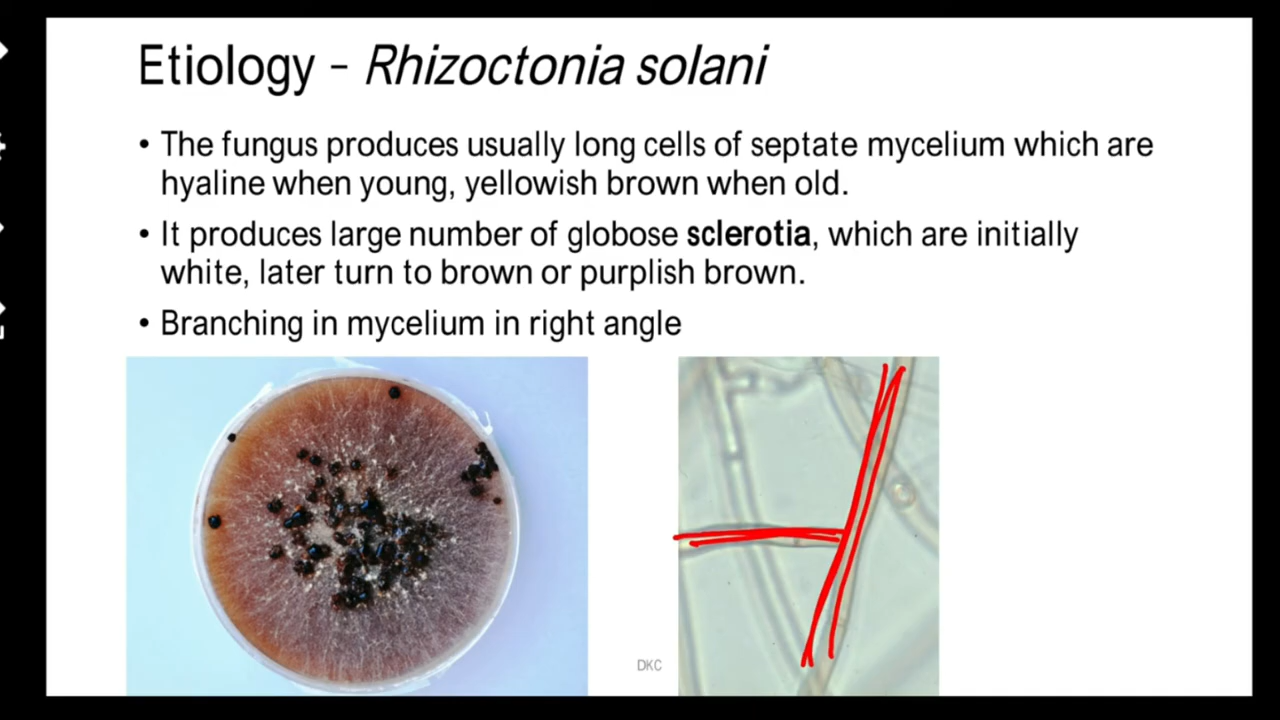 Etiology – Rhizoctonia solani
• The fungus produces usually long cells of septate mycelium which are
hyaline when young, yellowish brown when old.
• It produces large number of globose sclerotia, which are initially
white, later turn to brown or purplish brown.
• Branching in mycelium in right angle
DKC